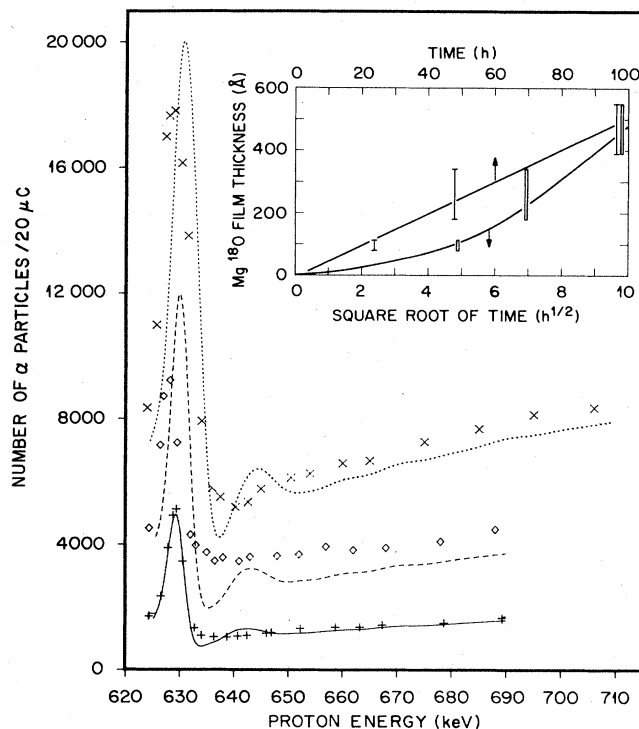 NUMBER OF α PARTICLES / 20 μC
20 000
16 000
12 000
8000
4000
0
620 630 640 650 660 670 680 690 700 710
PROTON ENERGY (keV)
TIME (h)
0 20 40 60 80 100
Mg ¹⁸O FILM THICKNESS (Å)
600
400
200
0
0 2 4 6 8 10
SQUARE ROOT OF TIME (h¹/²)